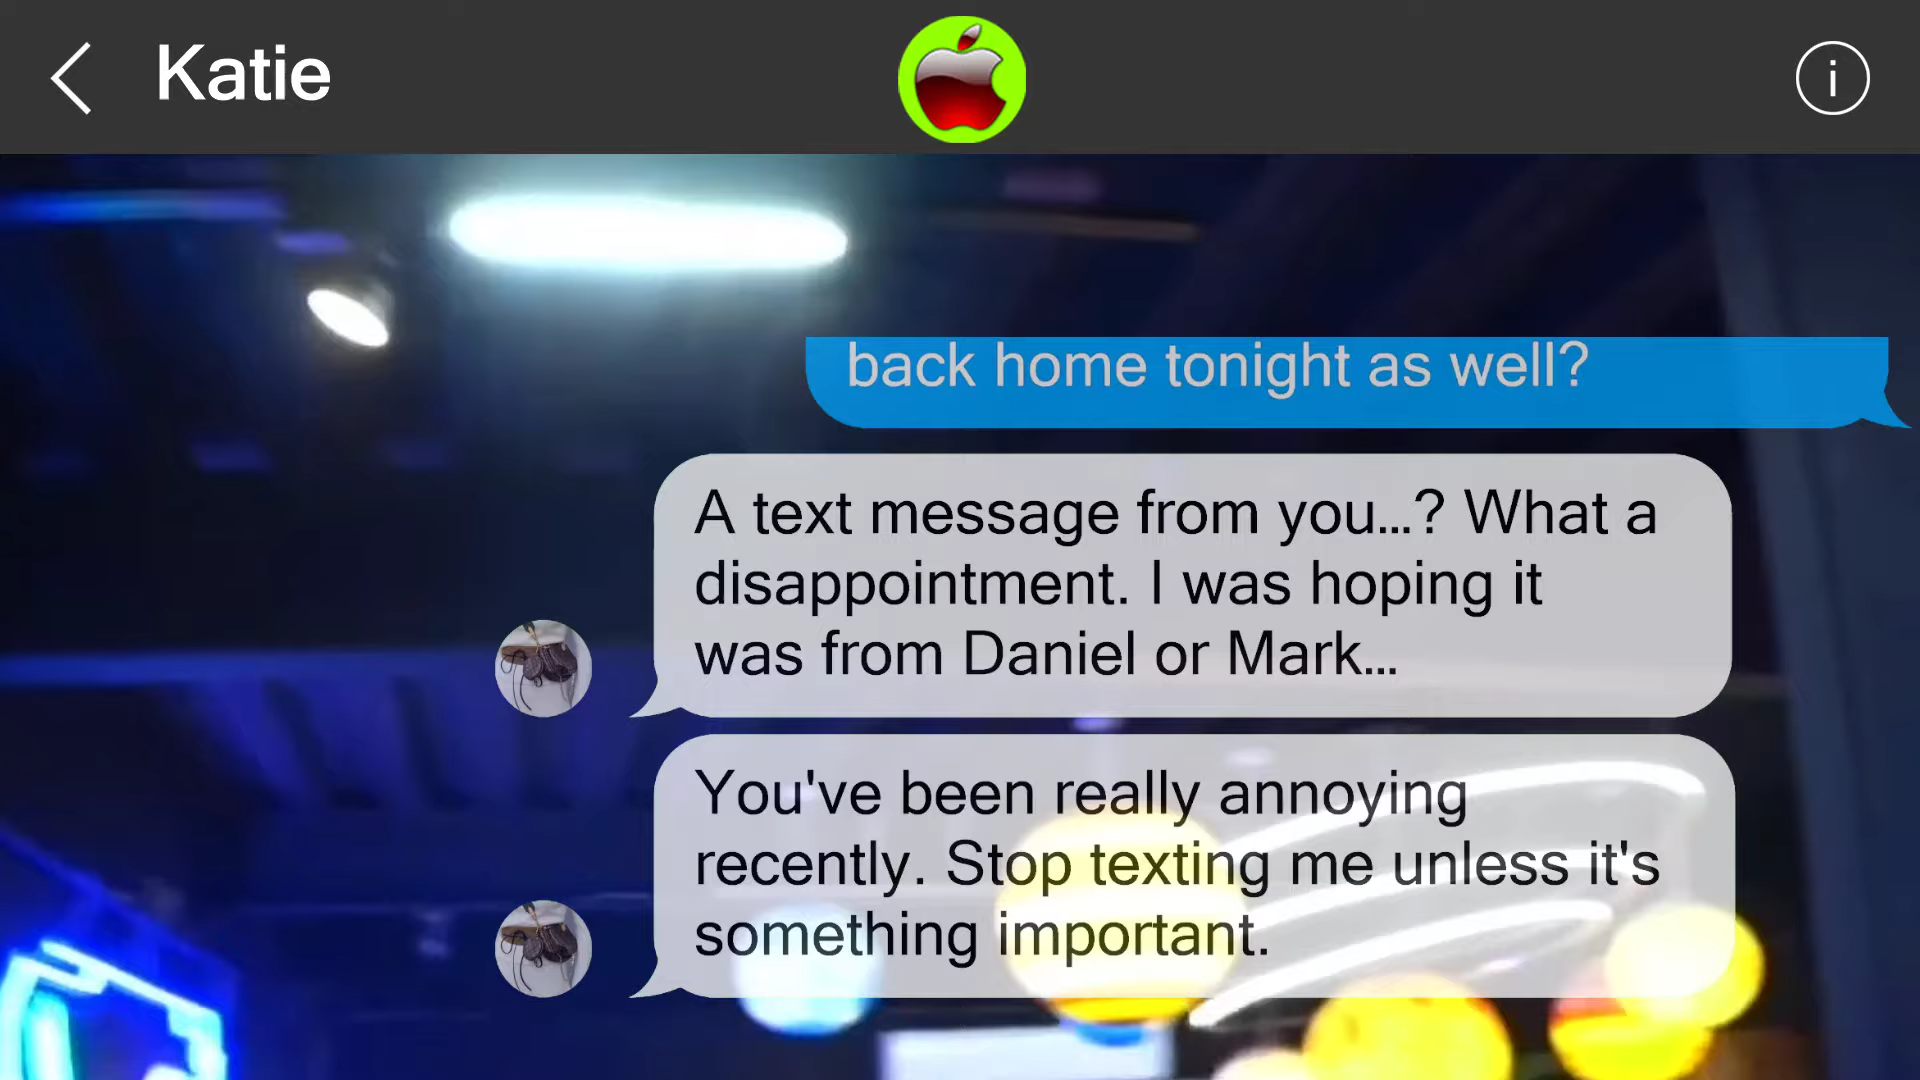 Katie
back home tonight as well?
A text message from you...? What a
disappointment. I was hoping it
was from Daniel or Mark...
You've been really annoying
recently. Stop texting me unless it's
something important.